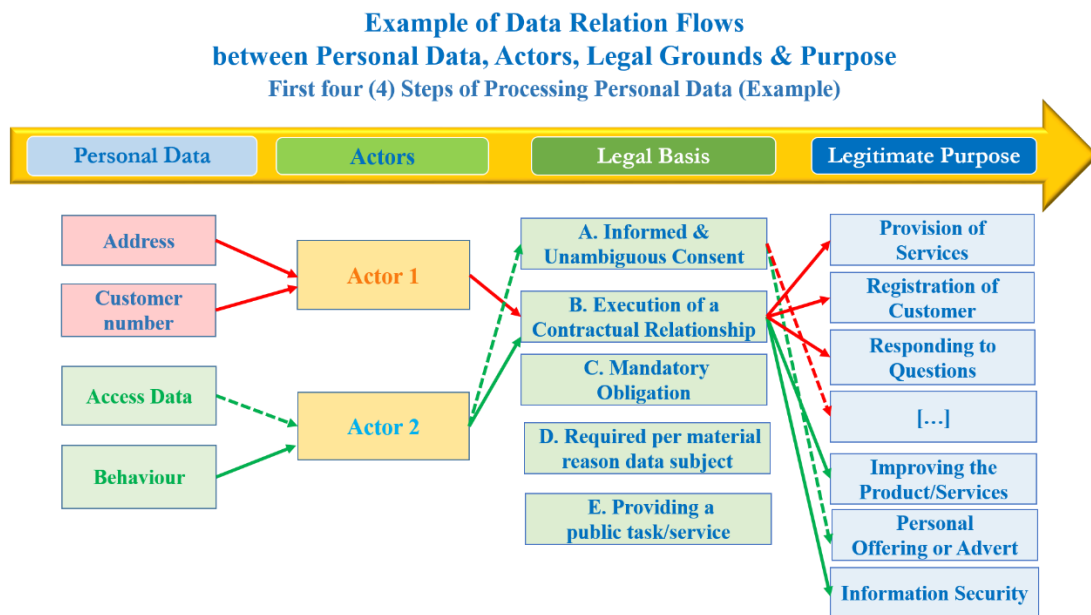 Example of Data Relation Flows
between Personal Data, Actors, Legal Grounds & Purpose
First four (4) Steps of Processing Personal Data (Example)
Personal Data
Actors
Legal Basis
Legitimate Purpose
Address
Customer
number
Access Data
Behaviour
Actor 1
Actor 2
A. Informed &
Unambiguous Consent
B. Execution of a
Contractual Relationship
C. Mandatory
Obligation
D. Required per material
reason data subject
E. Providing a
public task/service
Provision of
Services
Registration of
Customer
Responding to
Questions
[…]
Improving the
Product/Services
Personal
Offering or Advert
Information Security